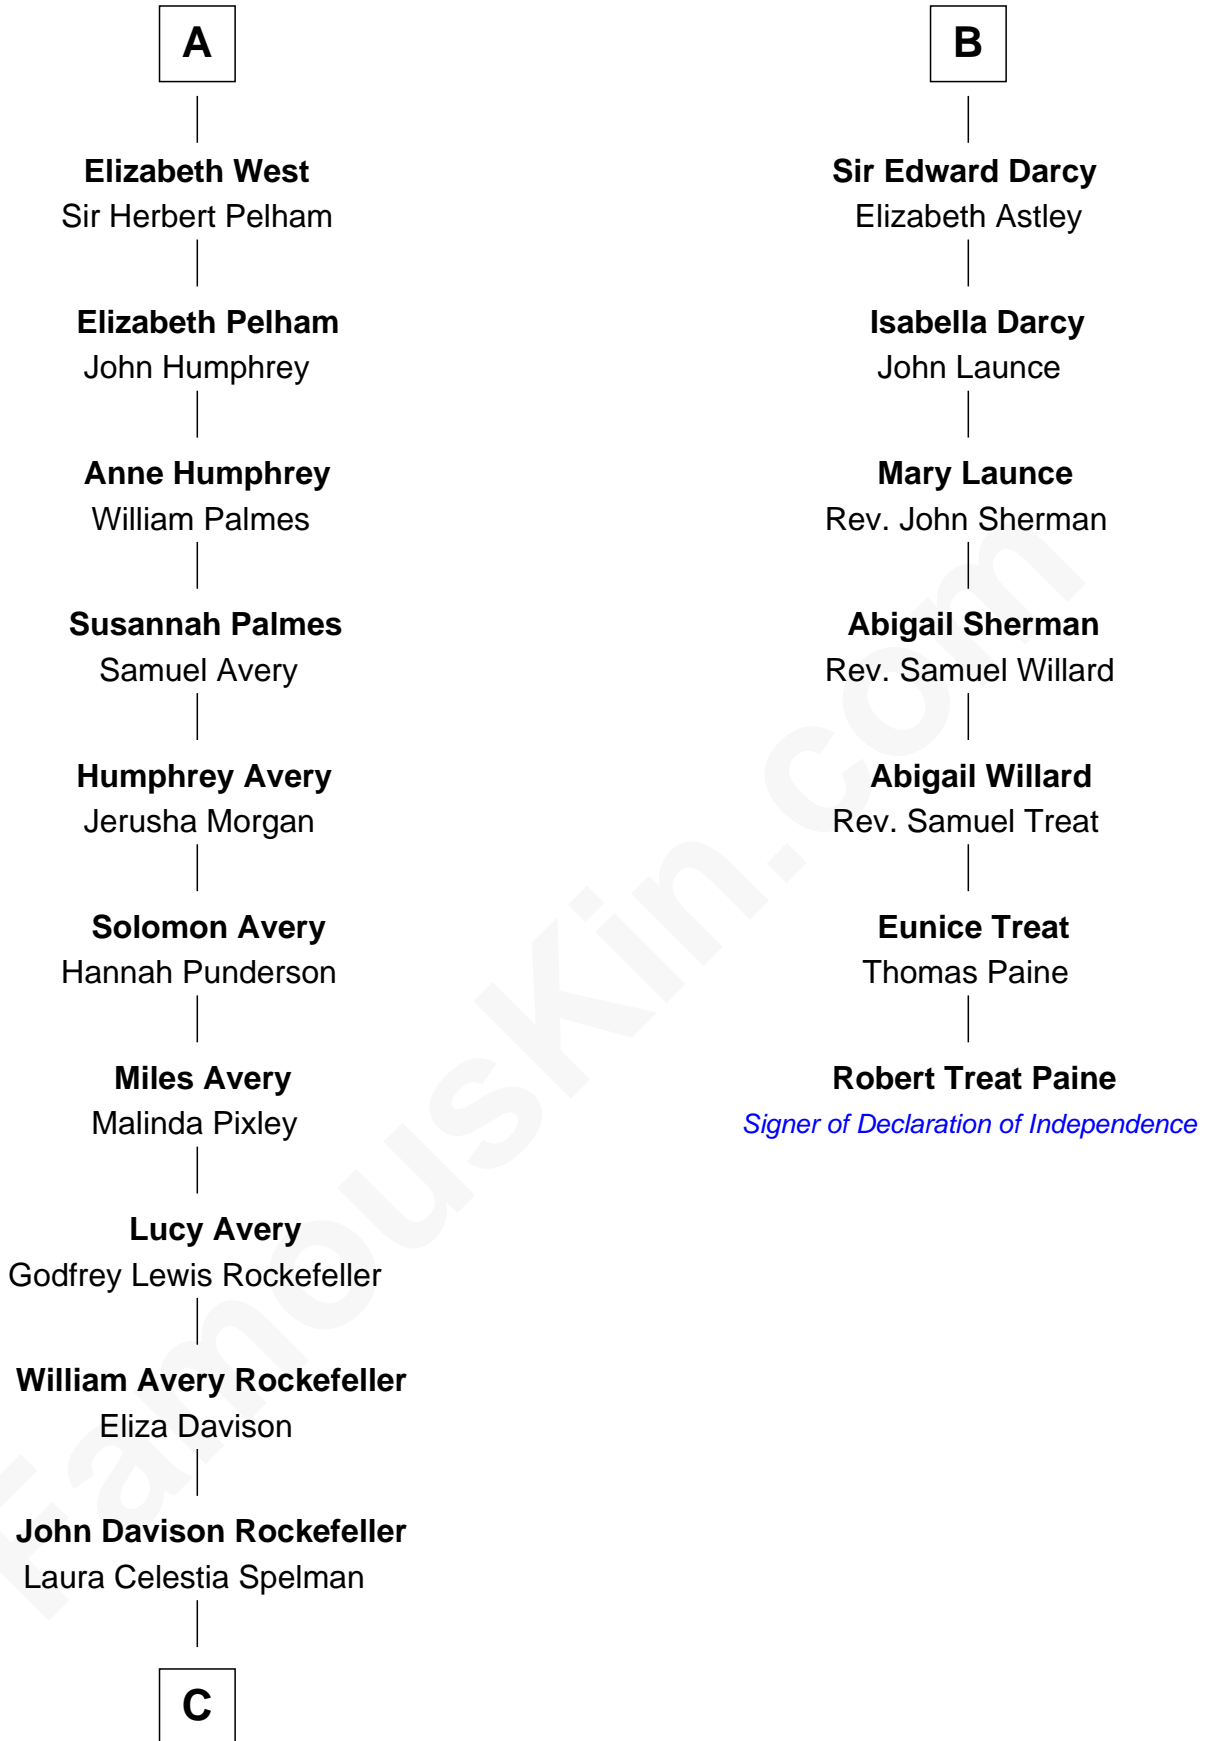 A
Elizabeth West
Sir Herbert Pelham
Elizabeth Pelham
John Humphrey
Anne Humphrey
William Palmes
Susannah Palmes
Samuel Avery
Humphrey Avery
Jerusha Morgan
Solomon Avery
Hannah Punderson
Miles Avery
Malinda Pixley
Lucy Avery
Godfrey Lewis Rockefeller
William Avery Rockefeller
Eliza Davison
John Davison Rockefeller
Laura Celestia Spelman
C
B
Sir Edward Darcy
Elizabeth Astley
Isabella Darcy
John Launce
Mary Launce
Rev. John Sherman
Abigail Sherman
Rev. Samuel Willard
Abigail Willard
Rev. Samuel Treat
Eunice Treat
Thomas Paine
Robert Treat Paine
Signer of Declaration of Independence
FamousKin.com